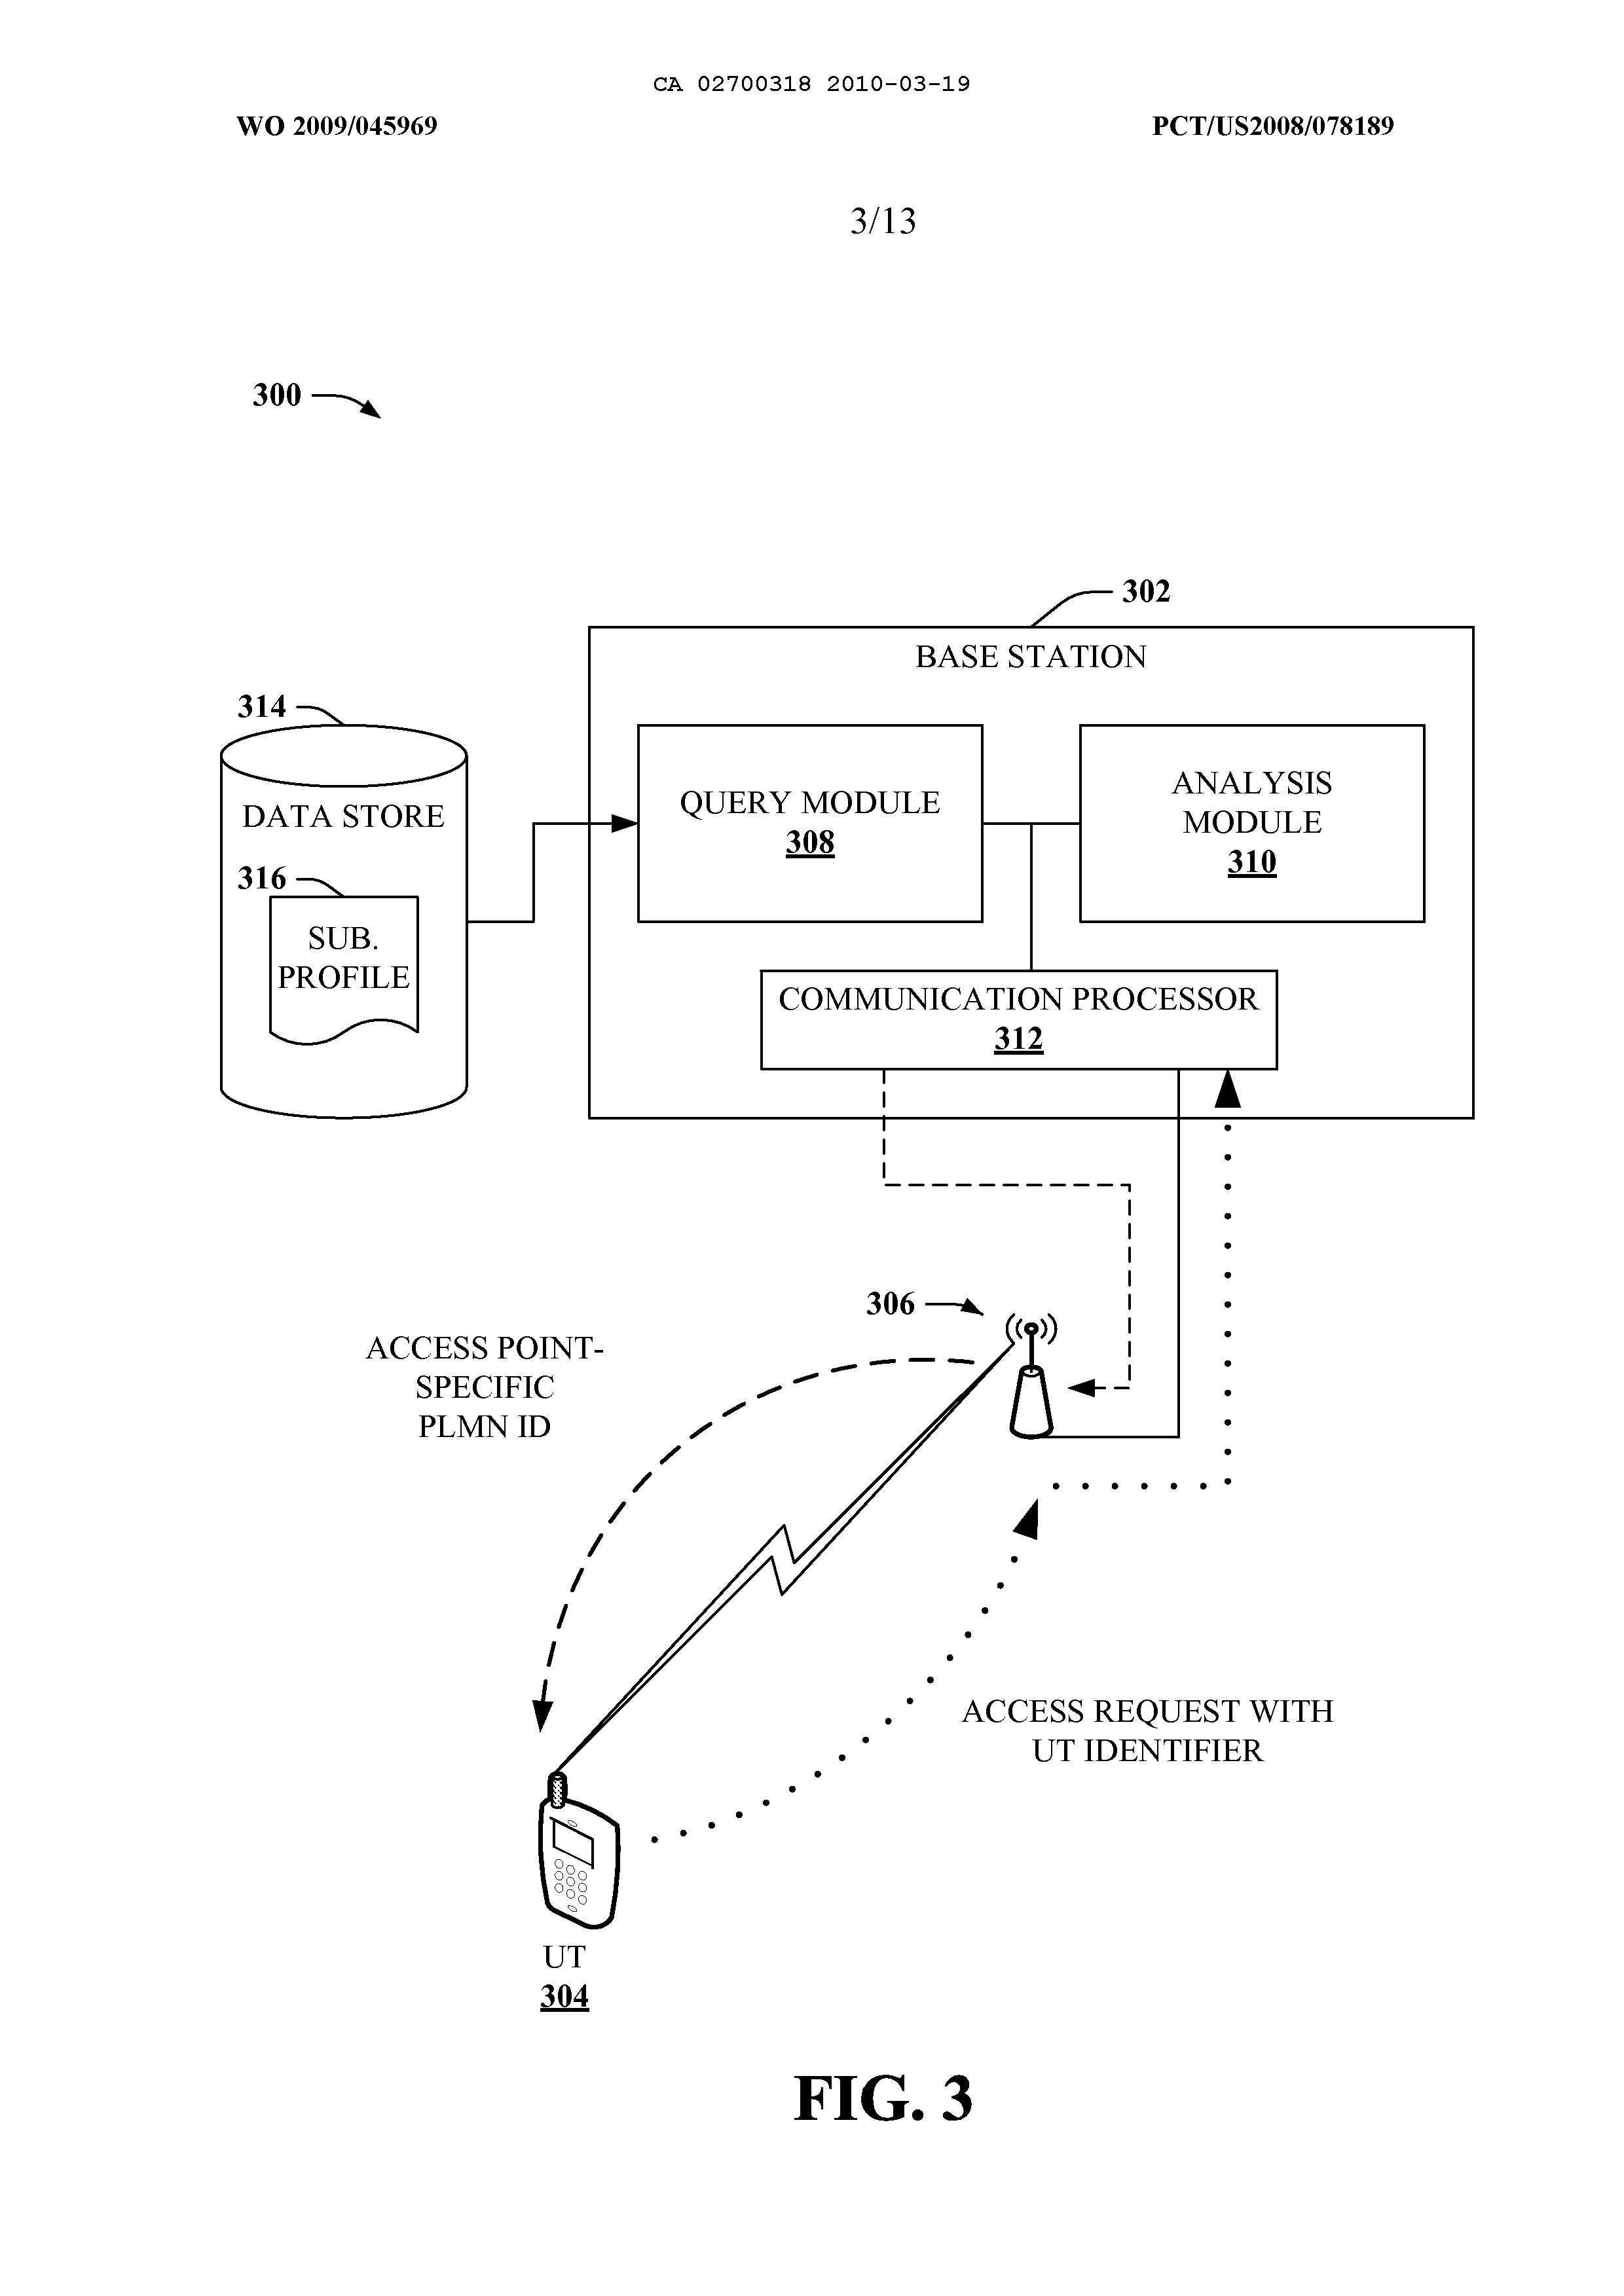 CA 02700318 2010-03-19
WO 2009/045969
PCT/US2008/078189
3/13
300
302
BASE STATION
314
DATA STORE
316
SUB.
PROFILE
QUERY MODULE
308
ANALYSIS
MODULE
310
COMMUNICATION PROCESSOR
312
306
ACCESS POINT-
SPECIFIC
PLMN ID
ACCESS REQUEST WITH
UT IDENTIFIER
UT
304
FIG. 3